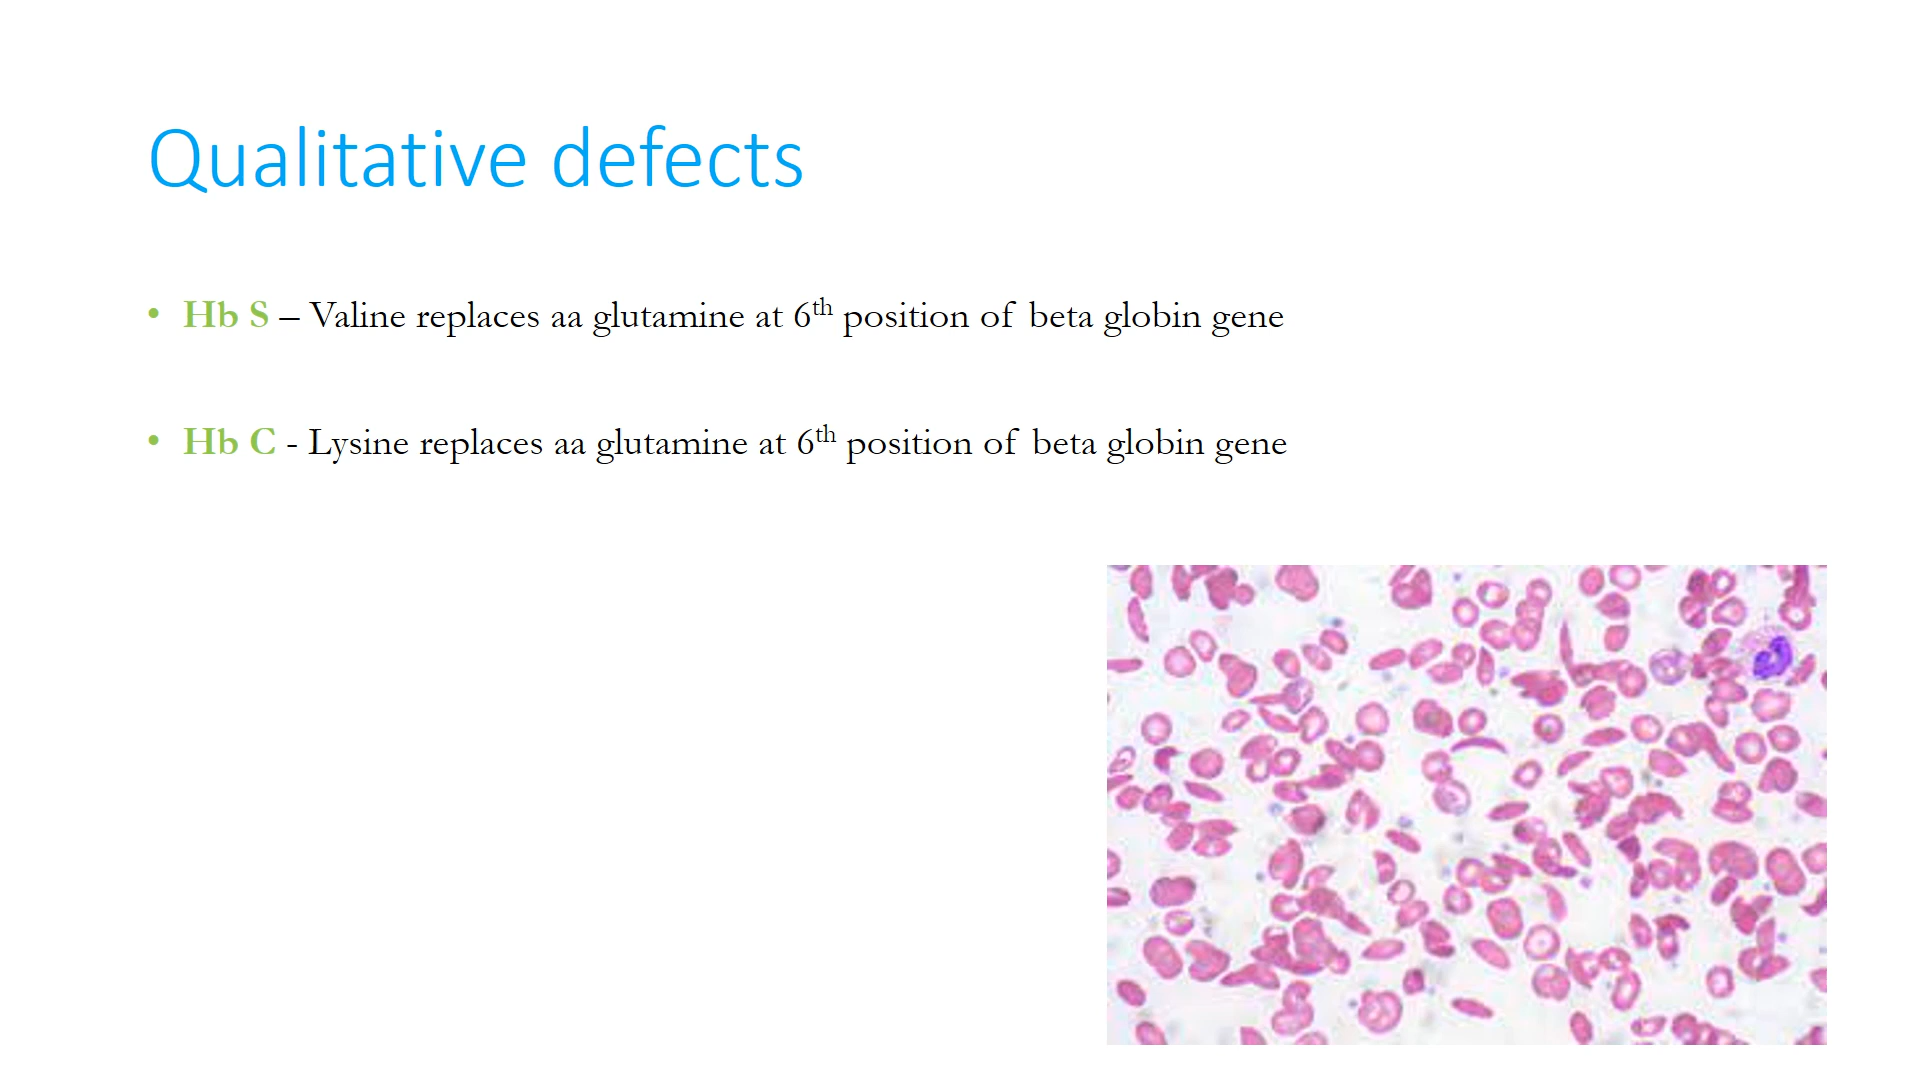 Qualitative defects
• Hb S – Valine replaces aa glutamine at 6th position of beta globin gene
• Hb C - Lysine replaces aa glutamine at 6th position of beta globin gene